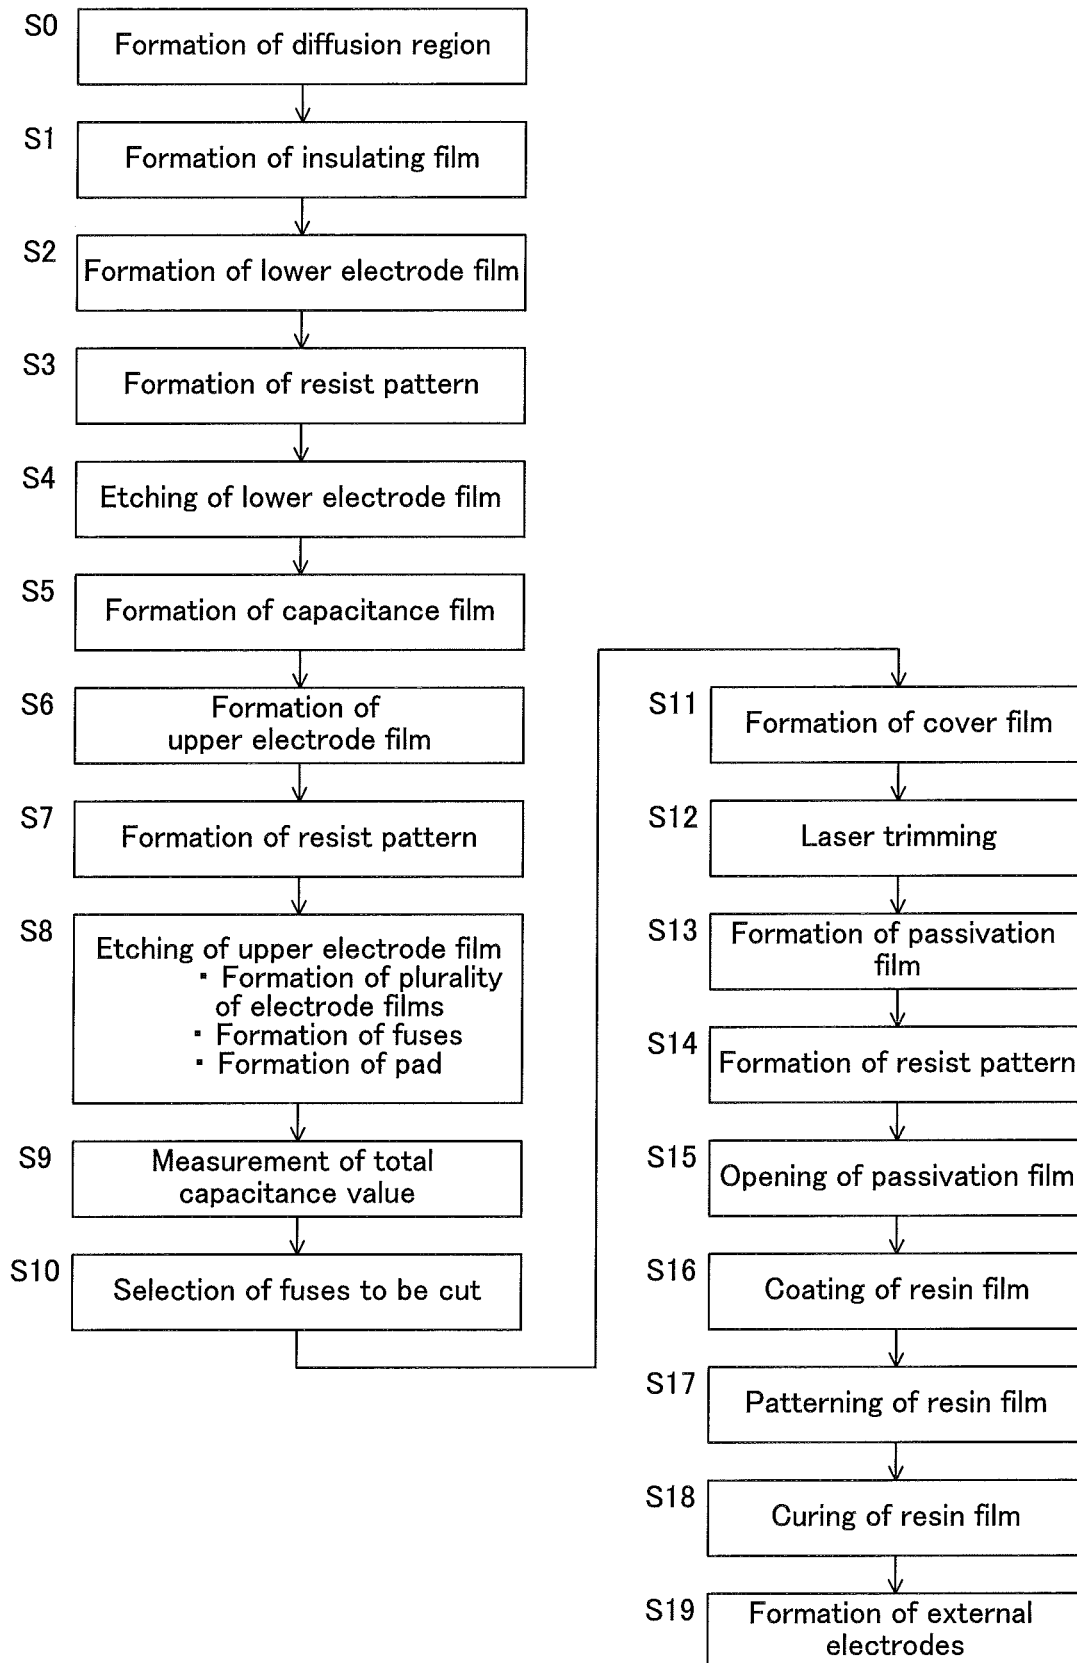 S0
Formation of diffusion region
S1
Formation of insulating film
S2
Formation of lower electrode film
S3
Formation of resist pattern
S4
Etching of lower electrode film
S5
Formation of capacitance film
S6
Formation of
upper electrode film
S7
Formation of resist pattern
S8
Etching of upper electrode film
▪ Formation of plurality
of electrode films
▪ Formation of fuses
▪ Formation of pad
S9
Measurement of total
capacitance value
S10
Selection of fuses to be cut
S11
Formation of cover film
S12
Laser trimming
S13
Formation of passivation
film
S14
Formation of resist pattern
S15
Opening of passivation film
S16
Coating of resin film
S17
Patterning of resin film
S18
Curing of resin film
S19
Formation of external
electrodes